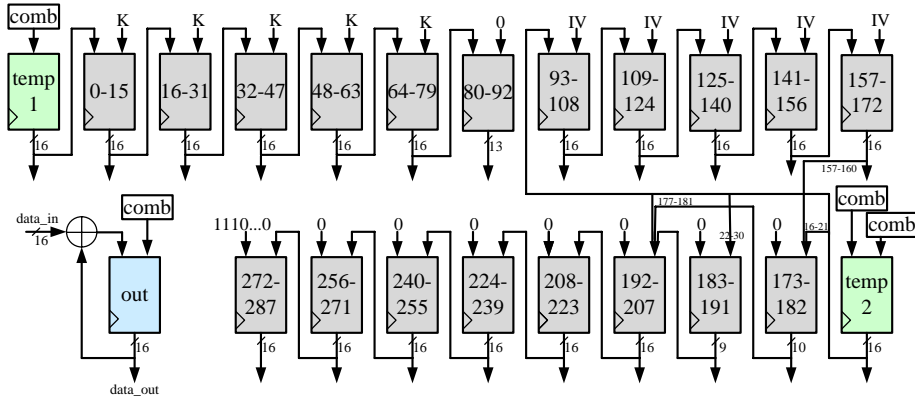 comb K K K K 0 IV IV IV IV
temp 1 0-15 16-31 32-47 48-63 64-79 80-92 93-108 109-124 125-140 141-156 157-172
16 16 16 16 16 16 13 16 16 16 16 16
157-160
data_in 16 comb 177-181 comb
1110...0 0 0 0 0 0 0 22-30 0 16-21 comb
out 272-287 256-271 240-255 224-239 208-223 192-207 183-191 173-182 temp 2
16 16 16 16 16 16 16 9 10 16
data_out